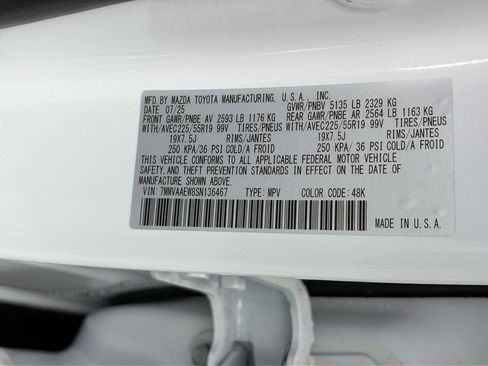 MFD.BY MAZDA TOYOTA MANUFACTURING, U.S.A., INC.
DATE: 07/25 GVWR/PNBV 5135 LB 2329 KG
FRONT GAWR/PNBE AV 2593 LB 1176 KG REAR GAWR/PNBE AR 2564 LB 1163 KG
WITH/AVEC225/55R19 99V TIRES/PNEUS WITH/AVEC225/55R19 99V TIRES/PNEUS
19X7.5J RIMS/JANTES 19X7.5J RIMS/JANTES
250 KPA/ 36 PSI COLD/A FROID 250 KPA/ 36 PSI COLD/A FROID
THIS VEHICLE CONFORMS TO ALL APPLICABLE FEDERAL MOTOR VEHICLE
SAFETY, AND THEFT PREVENTION STANDARDS IN EFFECT ON THE DATE OF
MANUFACTURE SHOWN ABOVE.
VIN: 7MMVAAEW8SN136467 TYPE: MPV COLOR CODE: 48K
MADE IN U.S.A.